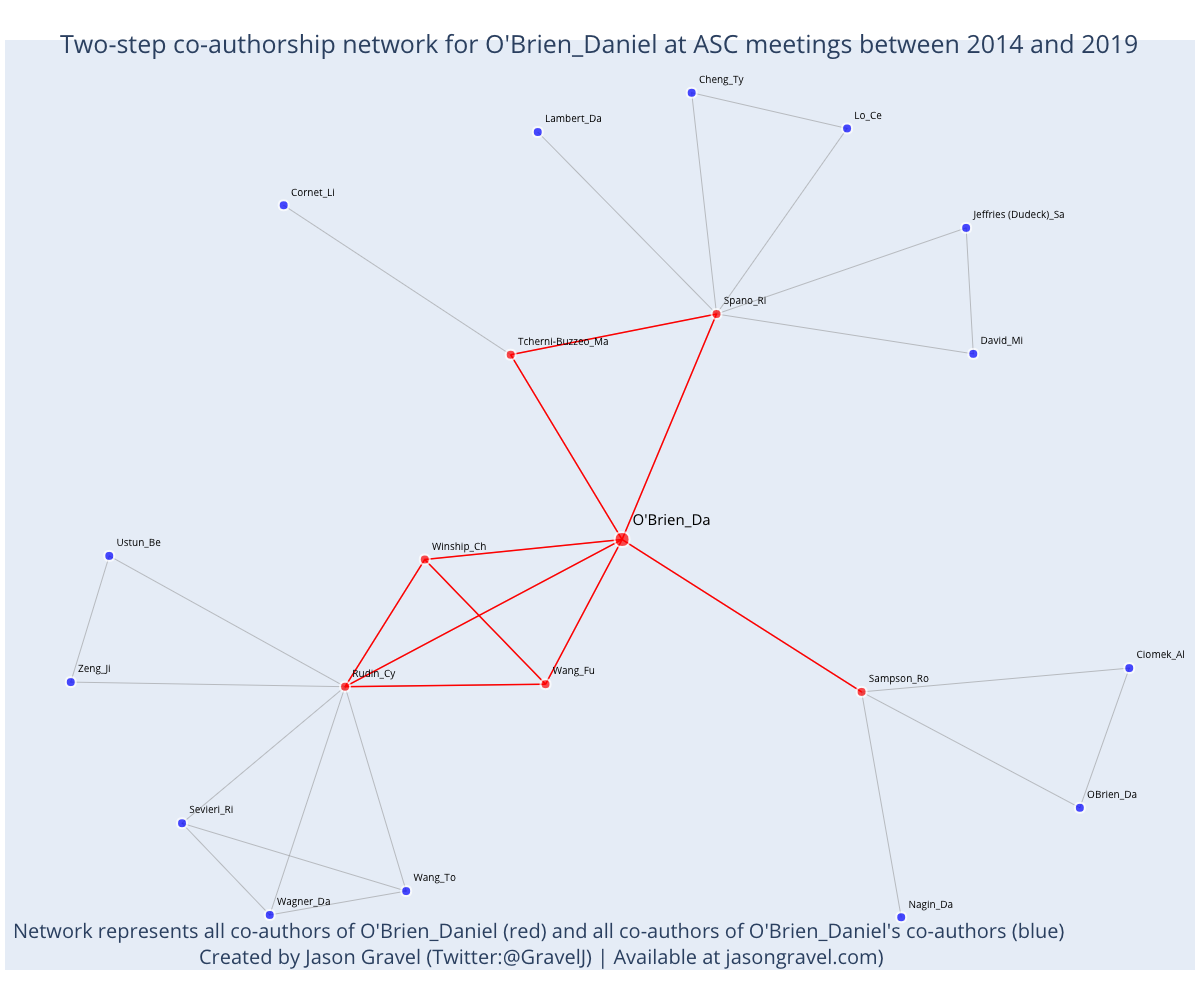 Two-step co-authorship network for O'Brien_Daniel at ASC meetings between 2014 and 2019
Cheng_Ty
Lambert_Da
Lo_Ce
Cornet_Li
Jeffries (Dudeck)_Sa
Spano_Ri
Tcherni-Buzzeo_Ma
David_Mi
O'Brien_Da
Ustun_Be
Winship_Ch
Zeng_Ji
Rudin_Cy
Wang_Fu
Sampson_Ro
Ciomek_Al
OBrien_Da
Sevieri_Ri
Wang_To
Wagner_Da
Nagin_Da
Network represents all co-authors of O'Brien_Daniel (red) and all co-authors of O'Brien_Daniel's co-authors (blue)
Created by Jason Gravel (Twitter:@GravelJ) | Available at jasongravel.com)